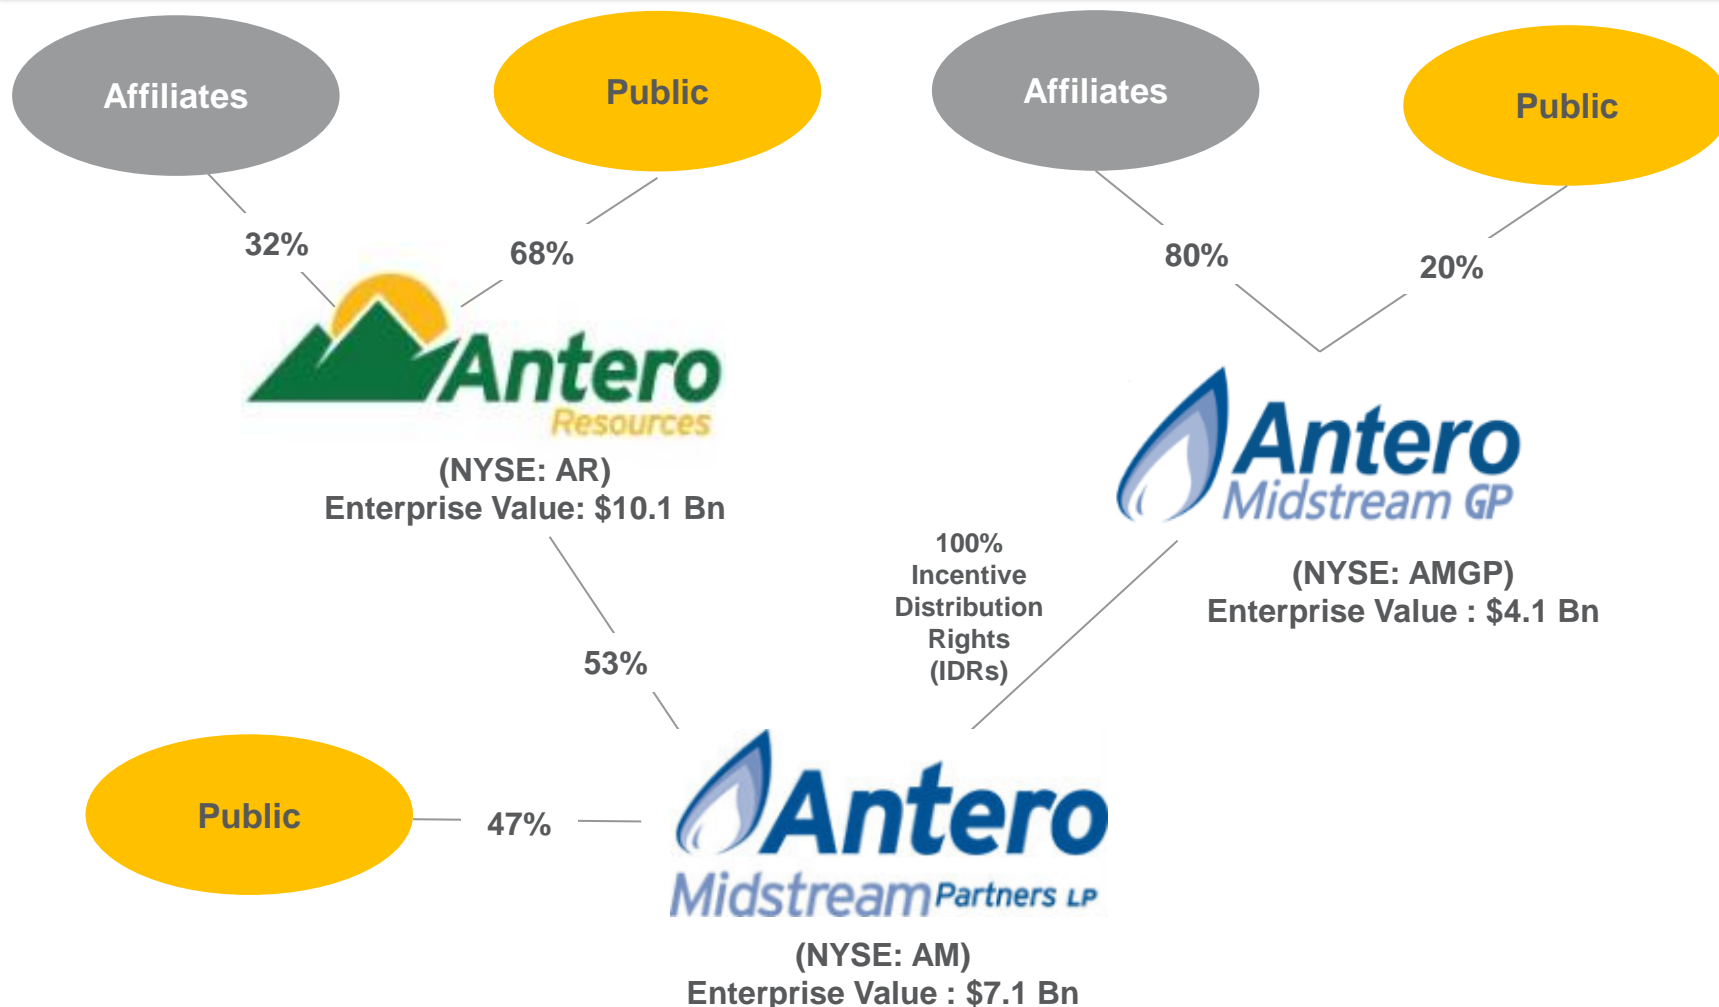 Affiliates
Public
Affiliates
Public
32%
68%
80%
20%
Antero
Resources
(NYSE: AR)
Enterprise Value: $10.1 Bn
Antero
Midstream GP
(NYSE: AMGP)
Enterprise Value : $4.1 Bn
100%
Incentive
Distribution
Rights
(IDRs)
53%
Public
47%
Antero
Midstream Partners LP
(NYSE: AM)
Enterprise Value : $7.1 Bn